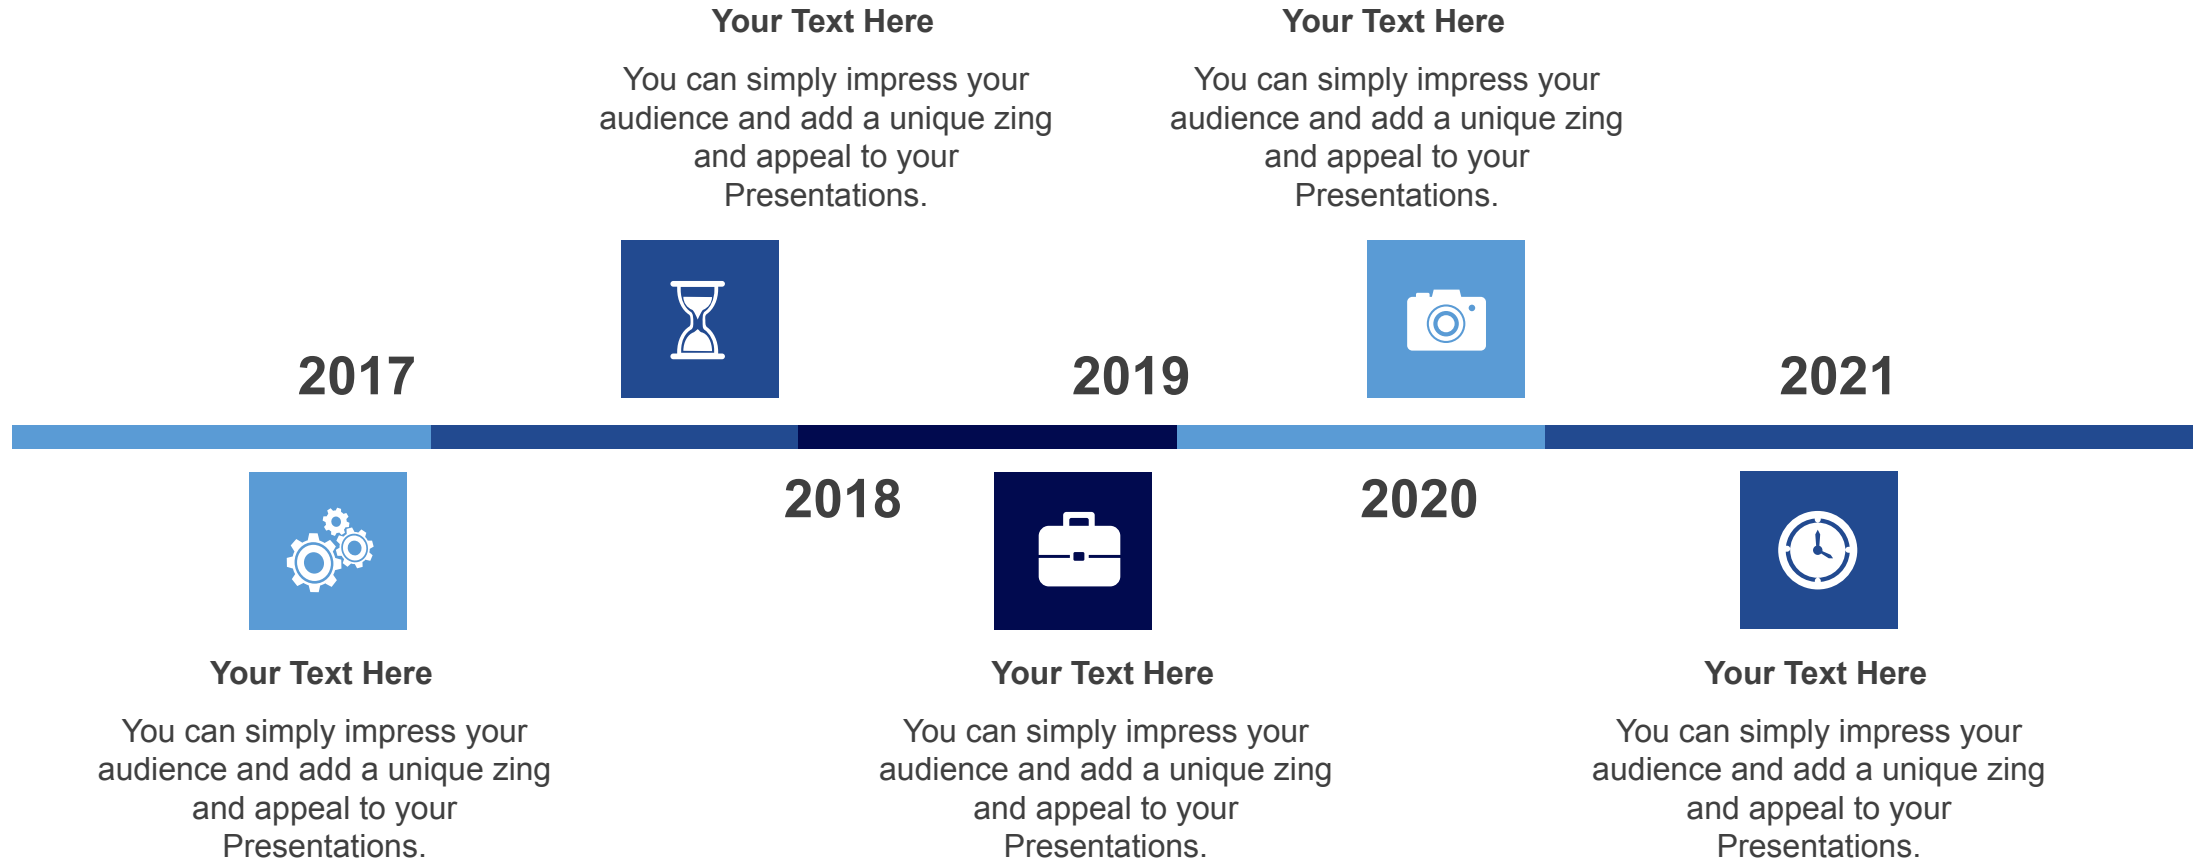 Your Text Here
You can simply impress your
audience and add a unique zing
and appeal to your
Presentations.
Your Text Here
You can simply impress your
audience and add a unique zing
and appeal to your
Presentations.
2017
2019
2021
2018
2020
Your Text Here
You can simply impress your
audience and add a unique zing
and appeal to your
Presentations.
Your Text Here
You can simply impress your
audience and add a unique zing
and appeal to your
Presentations.
Your Text Here
You can simply impress your
audience and add a unique zing
and appeal to your
Presentations.